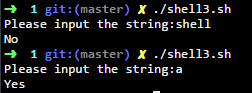 ➜ 1 git:(master) ✗ ./shell3.sh
Please input the string:shell
No
➜ 1 git:(master) ✗ ./shell3.sh
Please input the string:a
Yes